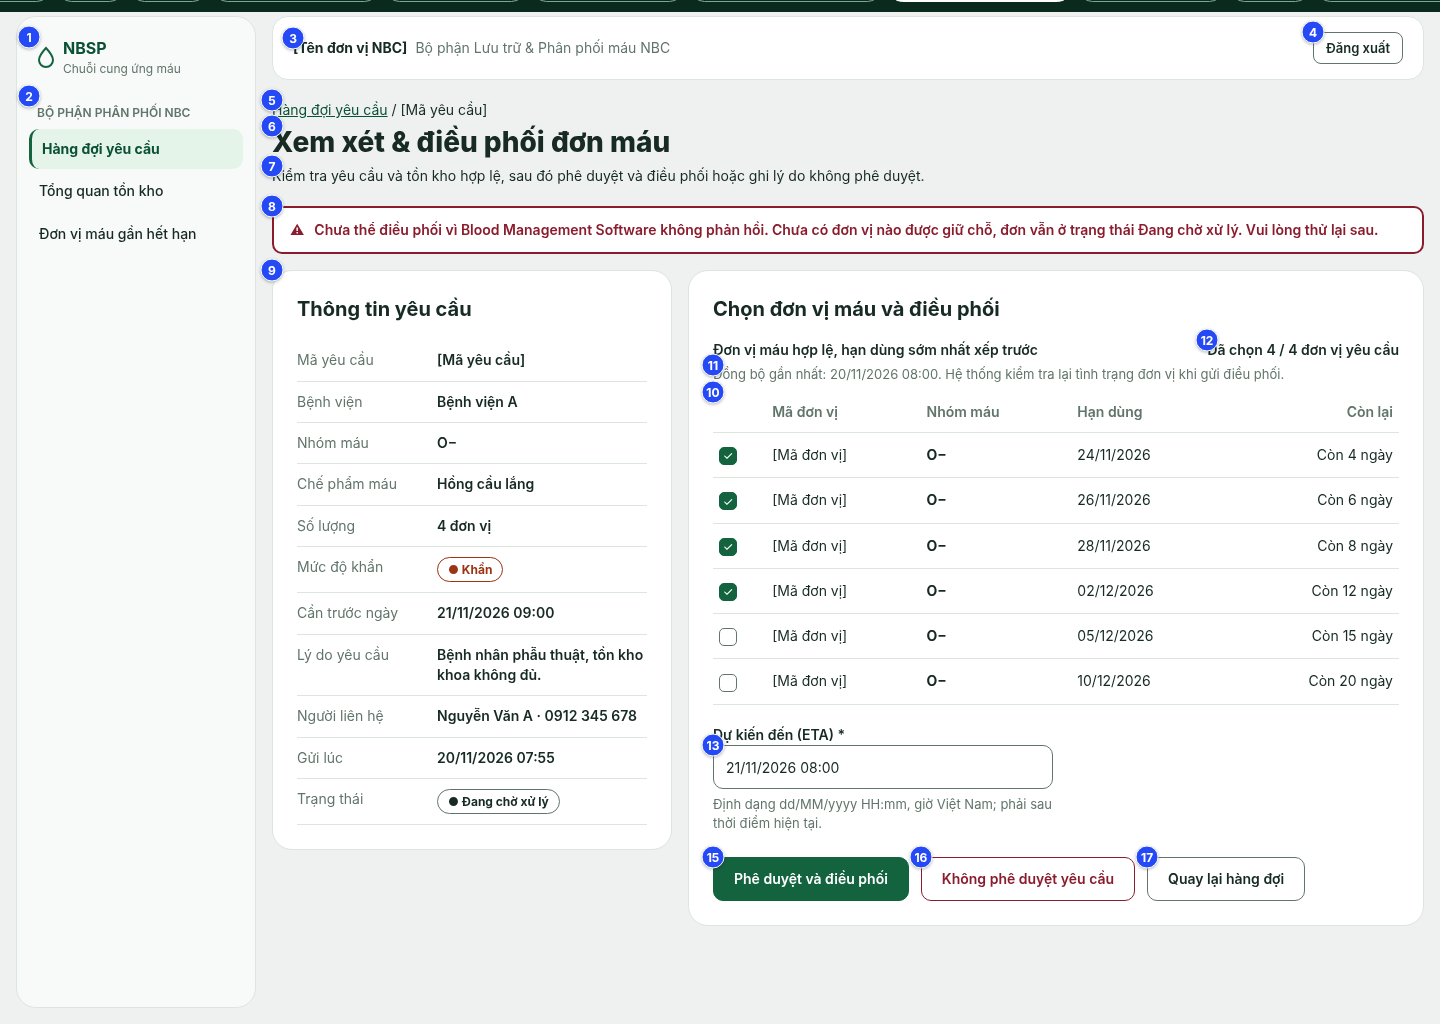 1
NBSP
Chuỗi cung ứng máu
2
BỘ PHẬN PHÂN PHỐI NBC
Hàng đợi yêu cầu
Tổng quan tồn kho
Đơn vị máu gần hết hạn
3
[Tên đơn vị NBC] Bộ phận Lưu trữ & Phân phối máu NBC
4
Đăng xuất
5
Hàng đợi yêu cầu / [Mã yêu cầu]
6
Xem xét & điều phối đơn máu
7
Kiểm tra yêu cầu và tồn kho hợp lệ, sau đó phê duyệt và điều phối hoặc ghi lý do không phê duyệt.
8
Chưa thể điều phối vì Blood Management Software không phản hồi. Chưa có đơn vị nào được giữ chỗ, đơn vẫn ở trạng thái Đang chờ xử lý. Vui lòng thử lại sau.
9
Thông tin yêu cầu
Mã yêu cầu [Mã yêu cầu]
Bệnh viện Bệnh viện A
Nhóm máu O−
Chế phẩm máu Hồng cầu lắng
Số lượng 4 đơn vị
Mức độ khẩn Khẩn
Cần trước ngày 21/11/2026 09:00
Lý do yêu cầu Bệnh nhân phẫu thuật, tồn kho
khoa không đủ.
Người liên hệ Nguyễn Văn A · 0912 345 678
Gửi lúc 20/11/2026 07:55
Trạng thái Đang chờ xử lý
Chọn đơn vị máu và điều phối
Đơn vị máu hợp lệ, hạn dùng sớm nhất xếp trước
12
Đã chọn 4 / 4 đơn vị yêu cầu
11
Đồng bộ gần nhất: 20/11/2026 08:00. Hệ thống kiểm tra lại tình trạng đơn vị khi gửi điều phối.
10
Mã đơn vị Nhóm máu Hạn dùng Còn lại
[Mã đơn vị] O− 24/11/2026 Còn 4 ngày
[Mã đơn vị] O− 26/11/2026 Còn 6 ngày
[Mã đơn vị] O− 28/11/2026 Còn 8 ngày
[Mã đơn vị] O− 02/12/2026 Còn 12 ngày
[Mã đơn vị] O− 05/12/2026 Còn 15 ngày
[Mã đơn vị] O− 10/12/2026 Còn 20 ngày
Dự kiến đến (ETA) *
13
21/11/2026 08:00
Định dạng dd/MM/yyyy HH:mm, giờ Việt Nam; phải sau
thời điểm hiện tại.
15
Phê duyệt và điều phối
16
Không phê duyệt yêu cầu
17
Quay lại hàng đợi